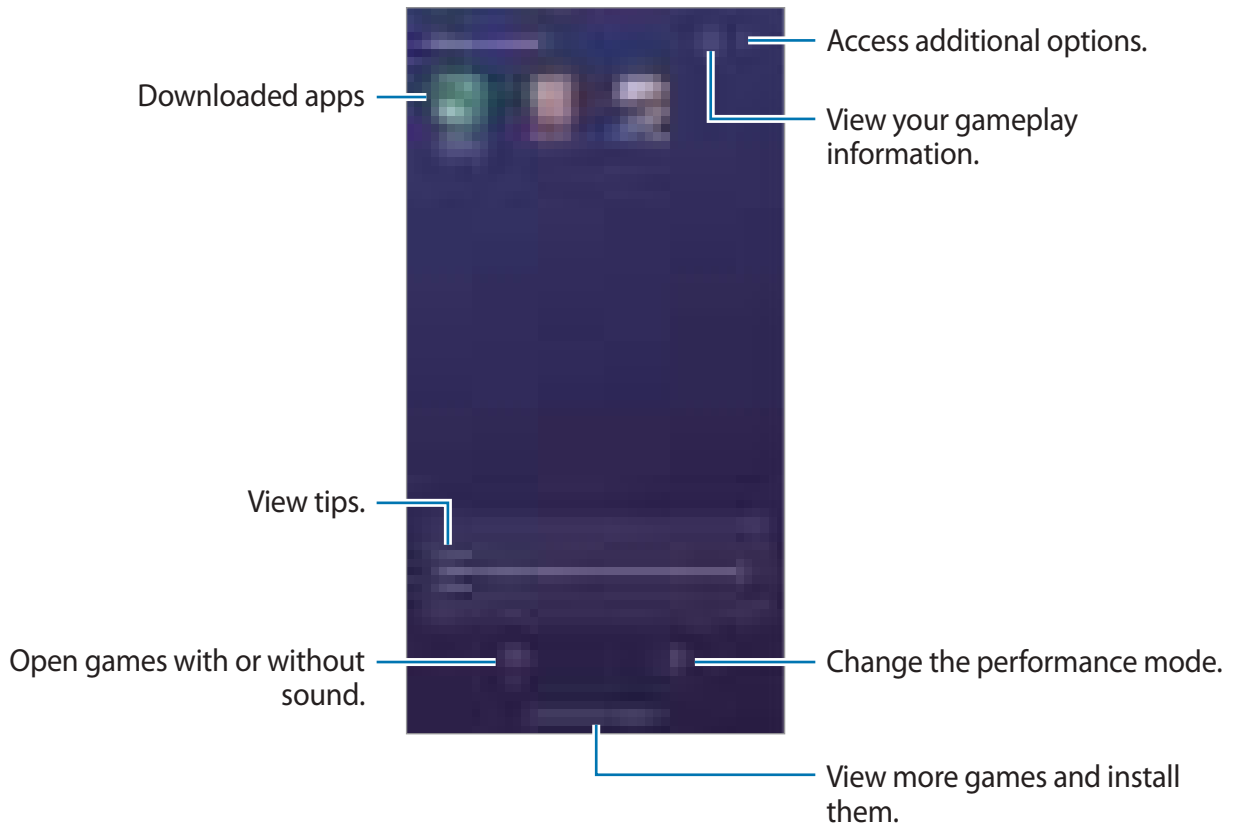 Access additional options.
Downloaded apps
View your gameplay
information.
View tips.
Open games with or without
sound.
Change the performance mode.
View more games and install
them.